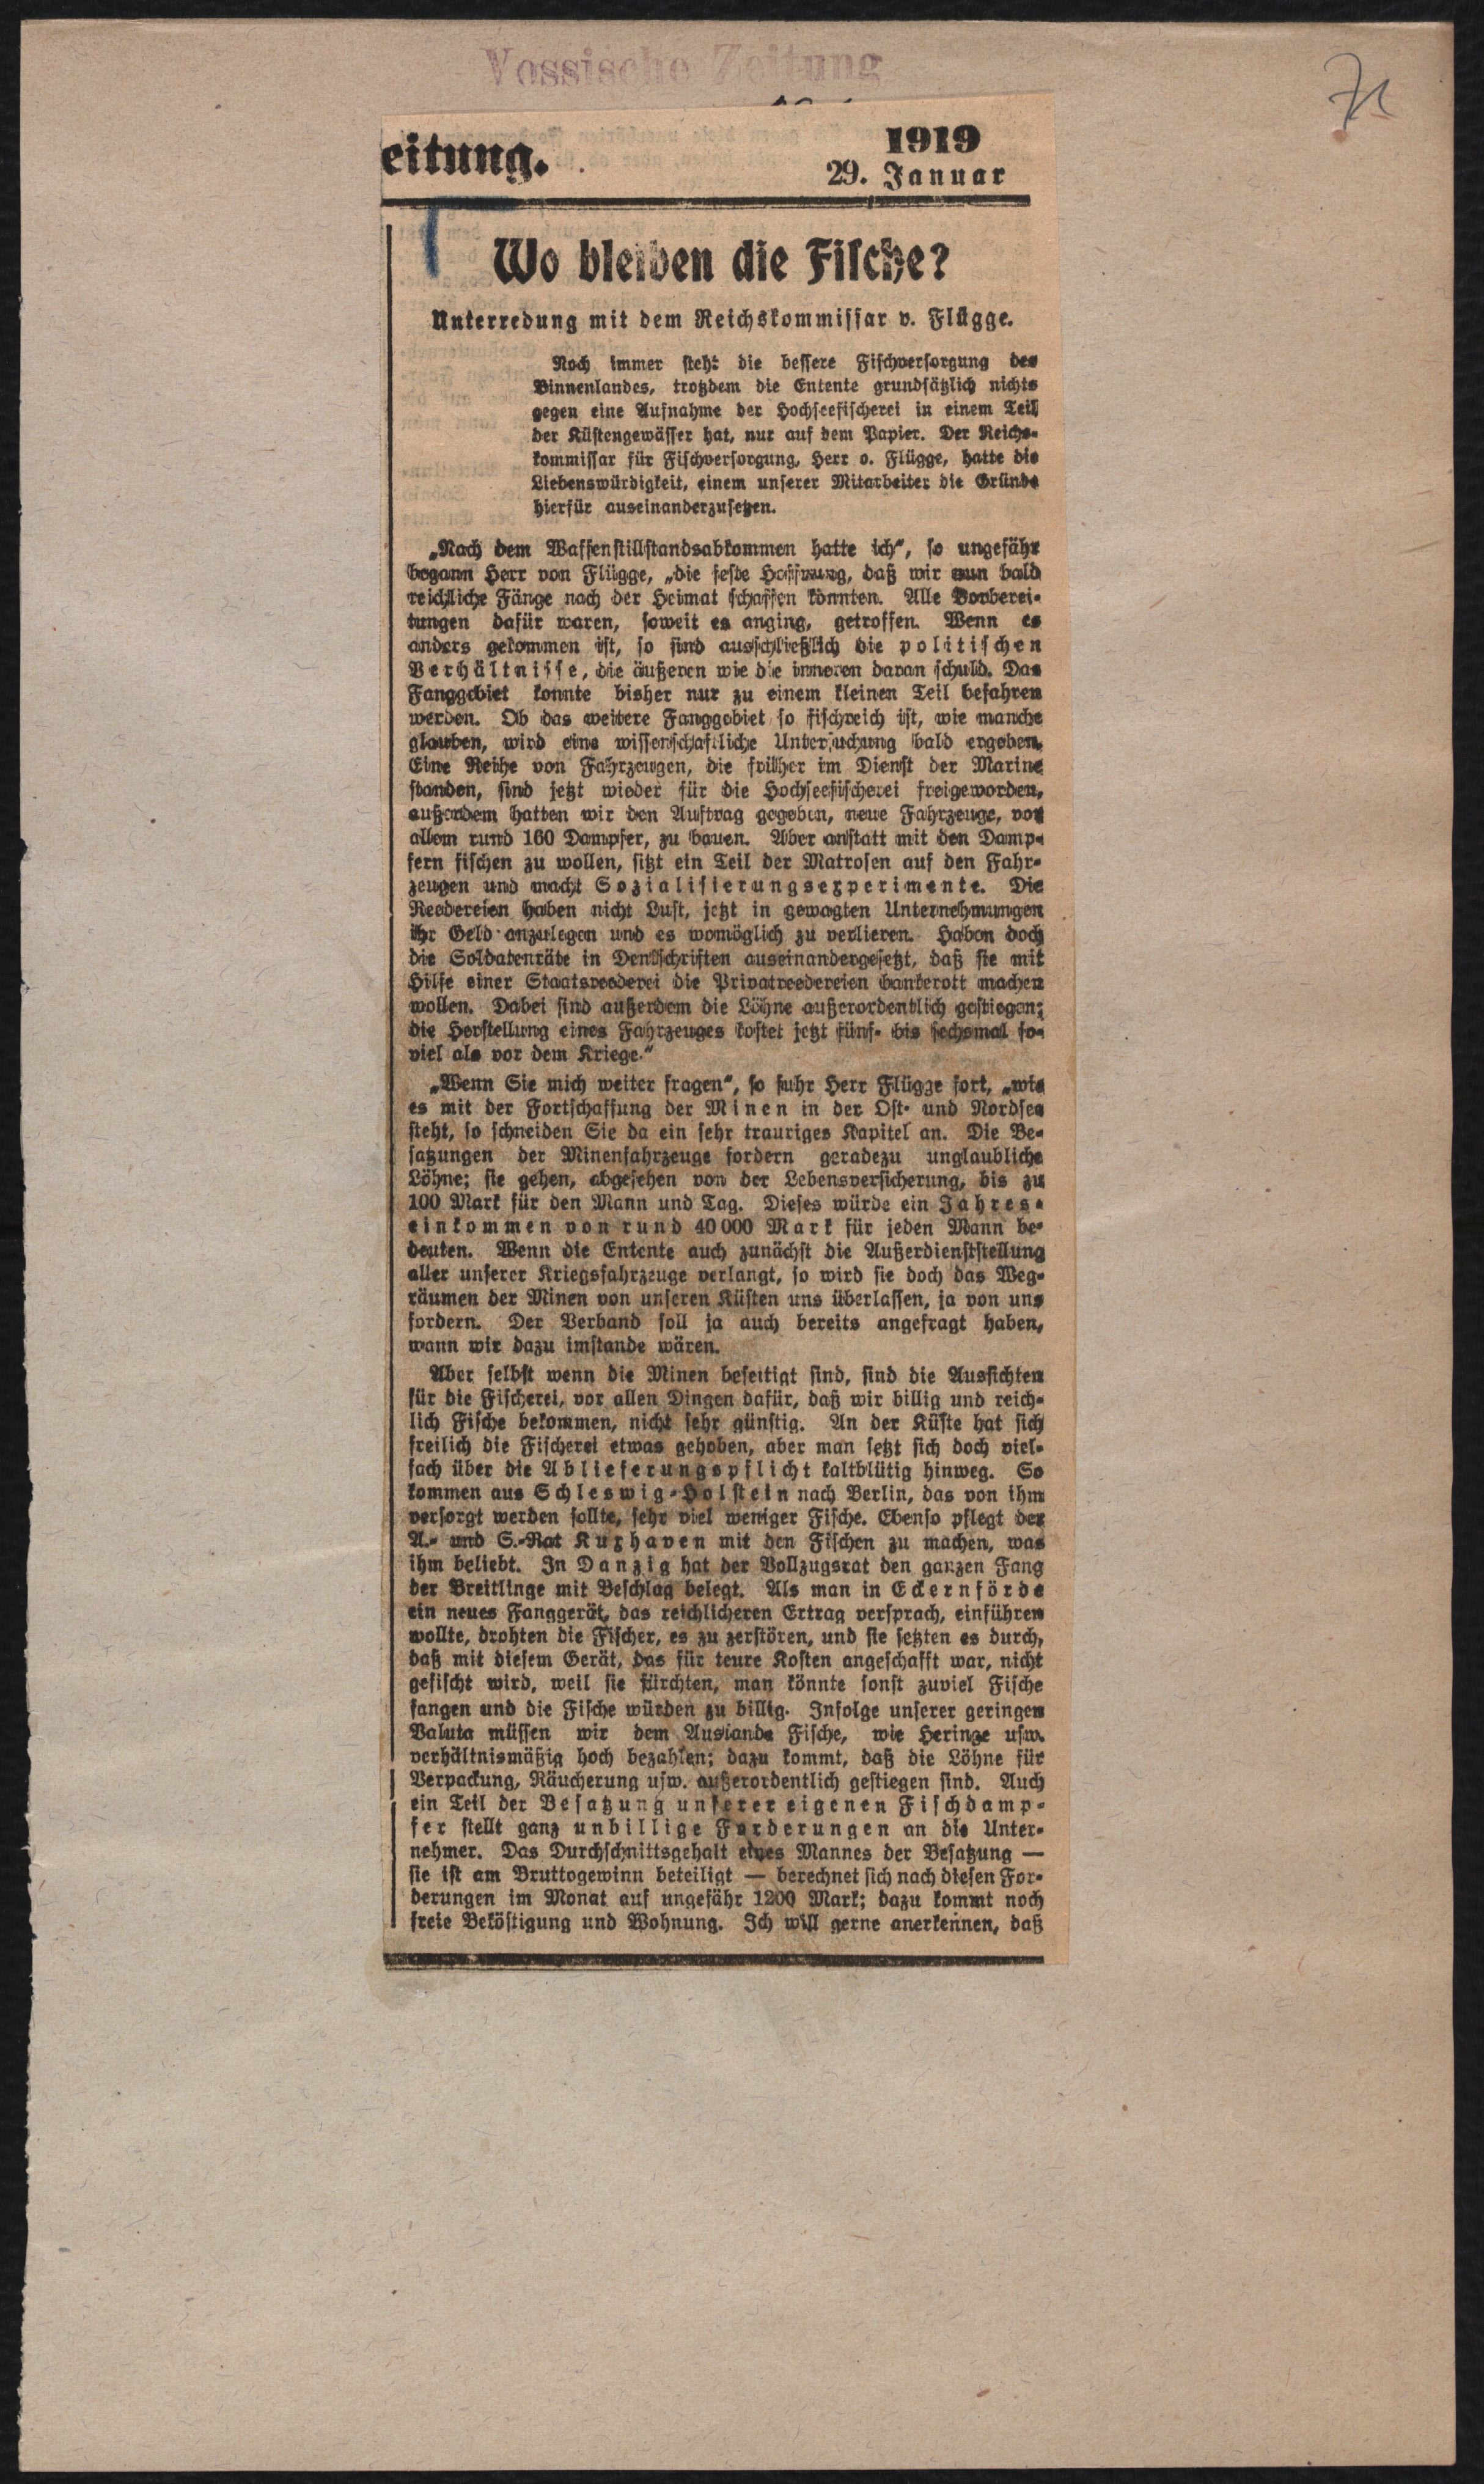 Vossische Zeitung
eitung.
1919
29. Januar
Wo bleiben die Fische?
Unterredung mit dem Reichskommissar v. Flügge.
Noch immer steht die bessere Fischversorgung des
Binnenlandes, trotzdem die Entente grundsätzlich nichts
gegen eine Aufnahme der Hochseefischerei in einem Teil
der Küstengewässer hat, nur auf dem Papier. Der Reichs-
kommissar für Fischversorgung, Herr v. Flügge, hatte die
Liebenswürdigkeit, einem unserer Mitarbeiter die Gründe
hierfür auseinanderzusetzen.
„Nach dem Waffenstillstandsabkommen hatte ich“, so ungefähr
begann Herr von Flügge, „die feste Hoffnung, daß wir nun bald
reichliche Fänge nach der Heimat schaffen könnten. Alle Vorberei-
tungen dafür waren, soweit es anging, getroffen. Wenn es
anders gekommen ist, so sind ausschließlich die politischen
Verhältnisse, die äußeren wie die inneren daran schuld. Das
Fanggebiet konnte bisher nur zu einem kleinen Teil befahren
werden. Ob das weitere Fanggebiet so fischreich ist, wie manche
glauben, wird eine wissenschaftliche Untersuchung bald ergeben.
Eine Reihe von Fahrzeugen, die früher im Dienst der Marine
standen, sind jetzt wieder für die Hochseefischerei freigeworden,
außerdem hatten wir den Auftrag gegeben, neue Fahrzeuge, vor
allem rund 160 Dampfer, zu bauen. Aber anstatt mit den Damp-
fern fischen zu wollen, sitzt ein Teil der Matrosen auf den Fahr-
zeugen und macht Sozialisierungsexperimente. Die
Reedereien haben nicht Lust, jetzt in gewagten Unternehmungen
ihr Geld anzulegen und es womöglich zu verlieren. Haben doch
die Soldatenräte in Denkschriften auseinandergesetzt, daß sie mit
Hilfe einer Staatsreederei die Privatreedereien bankerott machen
wollen. Dabei sind außerdem die Löhne außerordentlich gestiegen;
die Herstellung eines Fahrzeuges kostet jetzt fünf- bis sechsmal so-
viel als vor dem Kriege.“
„Wenn Sie mich weiter fragen“, so fuhr Herr Flügge fort, „wie
es mit der Fortschaffung der Minen in der Ost- und Nordsee
steht, so schneiden Sie da ein sehr trauriges Kapitel an. Die Be-
satzungen der Minenfahrzeuge fordern geradezu unglaubliche
Löhne; sie gehen, abgesehen von der Lebensversicherung, bis zu
100 Mark für den Mann und Tag. Dieses würde ein Jahres-
einkommen von rund 40 000 Mark für jeden Mann be-
deuten. Wenn die Entente auch zunächst die Außerdienststellung
aller unserer Kriegsfahrzeuge verlangt, so wird sie doch das Weg-
räumen der Minen von unseren Küsten uns überlassen, ja von uns
fordern. Der Verband soll ja auch bereits angefragt haben,
wann wir dazu imstande wären.
Aber selbst wenn die Minen beseitigt sind, sind die Aussichten
für die Fischerei, vor allen Dingen dafür, daß wir billig und reich-
lich Fische bekommen, nicht sehr günstig. An der Küste hat sich
freilich die Fischerei etwas gehoben, aber man setzt sich doch viel-
fach über die Ablieferungspflicht kaltblütig hinweg. So
kommen aus Schleswig-Holstein nach Berlin, das von ihm
versorgt werden sollte, sehr viel weniger Fische. Ebenso pflegt der
A.- und S.-Rat Kuxhaven mit den Fischen zu machen, was
ihm beliebt. In Danzig hat der Vollzugsrat den ganzen Fang
der Breitlinge mit Beschlag belegt. Als man in Eckernförde
ein neues Fanggerät, das reichlicheren Ertrag versprach, einführen
wollte, drohten die Fischer, es zu zerstören, und sie setzten es durch,
daß mit diesem Gerät, das für teure Kosten angeschafft war, nicht
gefischt wird, weil sie fürchten, man könnte sonst zuviel Fische
fangen und die Fische würden zu billig. Infolge unserer geringen
Valuta müssen wir dem Auslande Fische, wie Heringe usw.
verhältnismäßig hoch bezahlen; dazu kommt, daß die Löhne für
Verpackung, Räucherung usw. außerordentlich gestiegen sind. Auch
ein Teil der Besatzung unserer eigenen Fischdamp-
fer stellt ganz unbillige Forderungen an die Unter-
nehmer. Das Durchschnittsgehalt eines Mannes der Besatzung —
sie ist am Bruttogewinn beteiligt — berechnet sich nach diesen For-
derungen im Monat auf ungefähr 1200 Mark; dazu kommt noch
freie Beköstigung und Wohnung. Ich will gerne anerkennen, daß